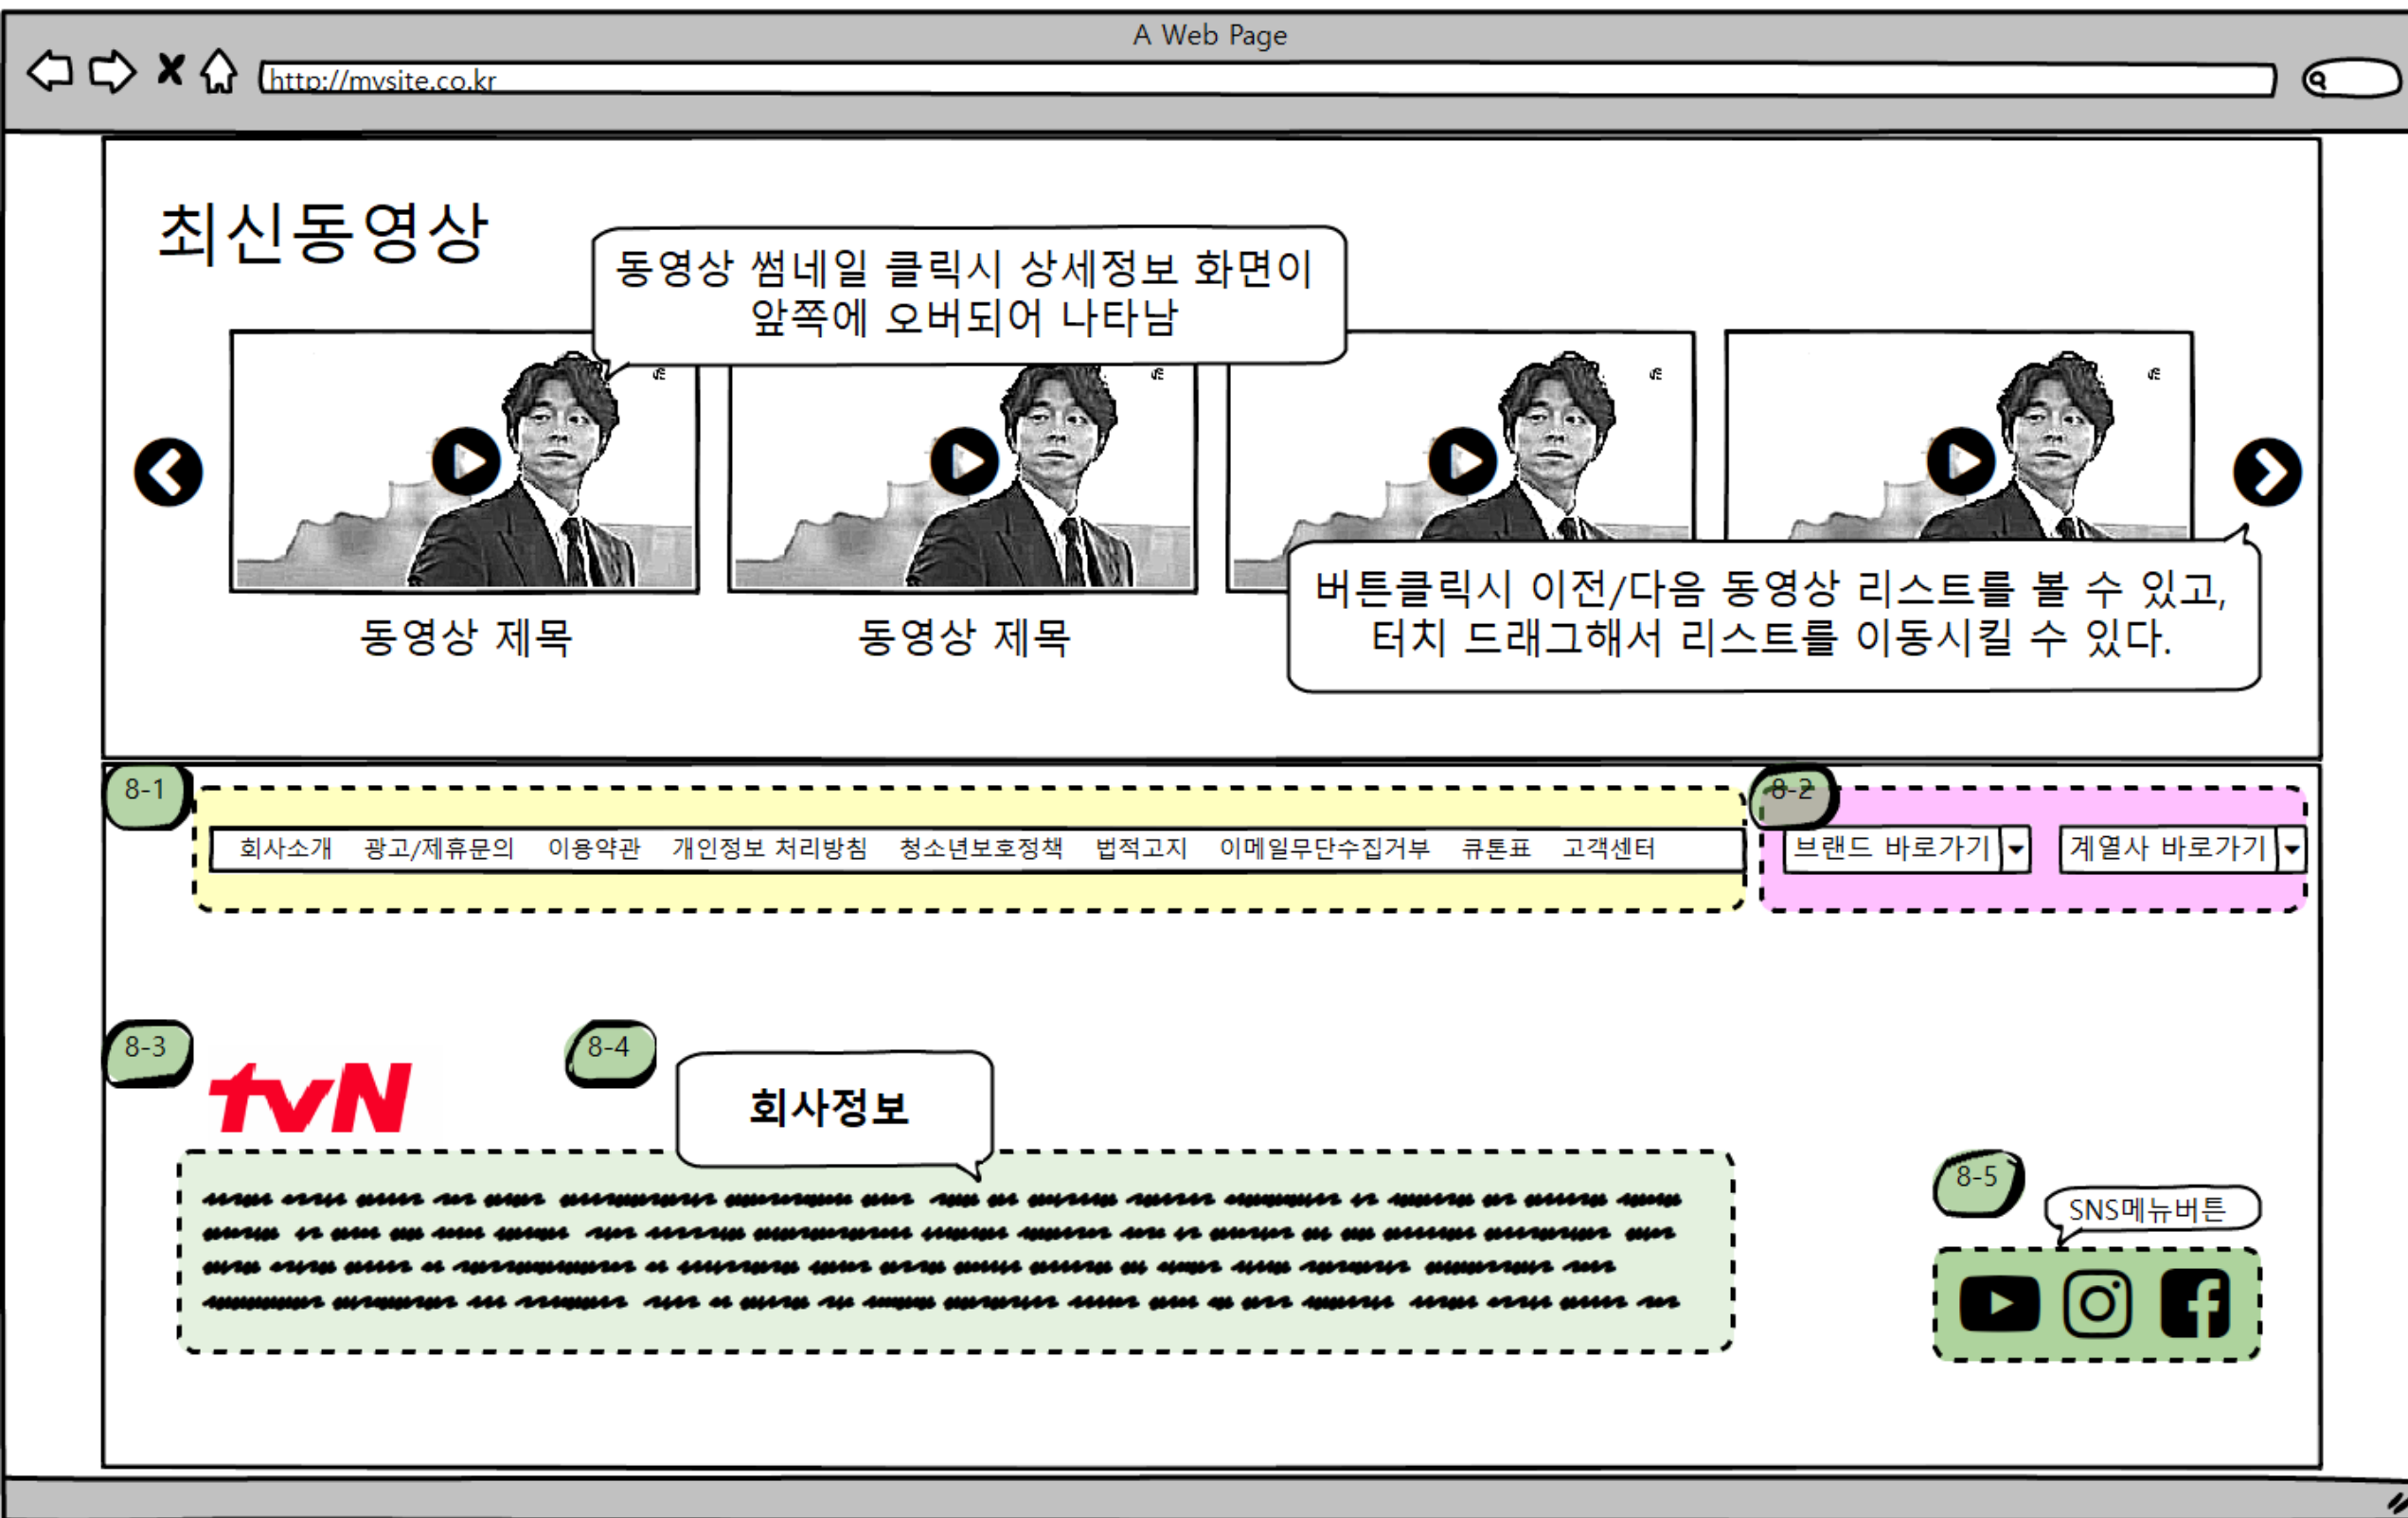 A Web Page
http://mysite.co.kr
최신동영상
동영상 썸네일 클릭시 상세정보 화면이
앞쪽에 오버되어 나타남
동영상 제목
동영상 제목
버튼클릭시 이전/다음 동영상 리스트를 볼 수 있고,
터치 드래그해서 리스트를 이동시킬 수 있다.
8-1
회사소개 광고/제휴문의 이용약관 개인정보 처리방침 청소년보호정책 법적고지 이메일무단수집거부 큐톤표 고객센터
8-2
브랜드 바로가기
계열사 바로가기
8-3
tvN
8-4
회사정보
8-5
SNS메뉴버튼